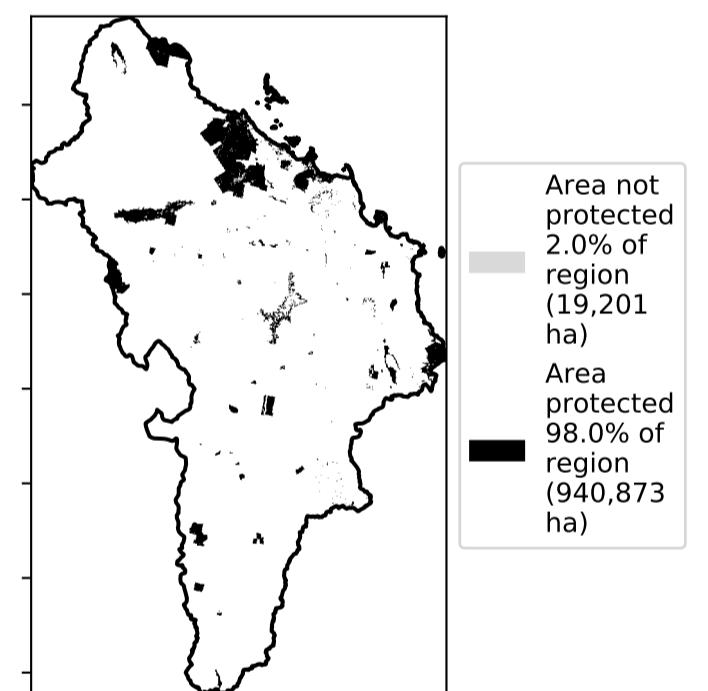 Area not
protected
2.0% of
region
(19,201
ha)
Area
protected
98.0% of
region
(940,873
ha)